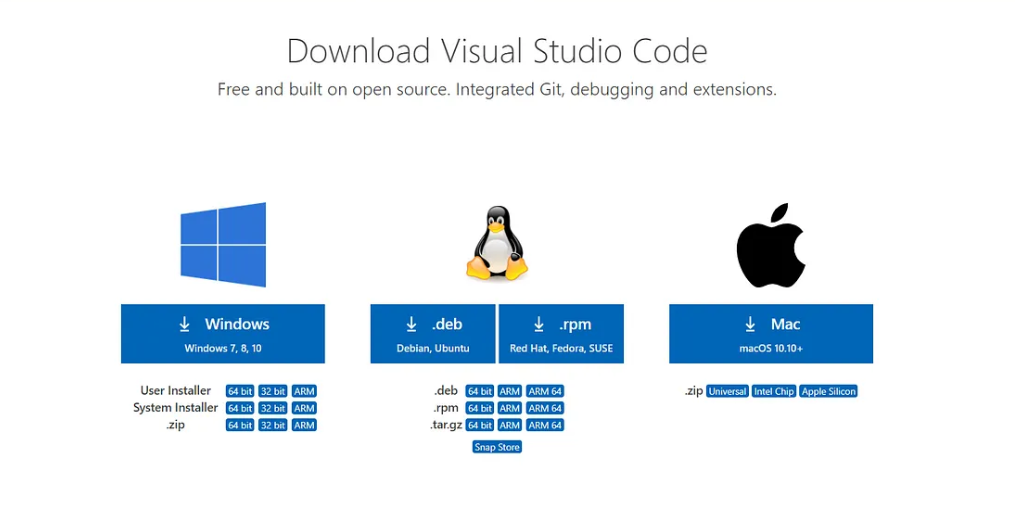 Download Visual Studio Code
Free and built on open source. Integrated Git, debugging and extensions.
Windows
Windows 7, 8, 10
User Installer 64 bit 32 bit ARM
System Installer 64 bit 32 bit ARM
.zip 64 bit 32 bit ARM
.deb
Debian, Ubuntu
.rpm
Red Hat, Fedora, SUSE
.deb 64 bit ARM ARM 64
.rpm 64 bit ARM ARM 64
.tar.gz 64 bit ARM ARM 64
Snap Store
Mac
macOS 10.10+
.zip Universal Intel Chip Apple Silicon